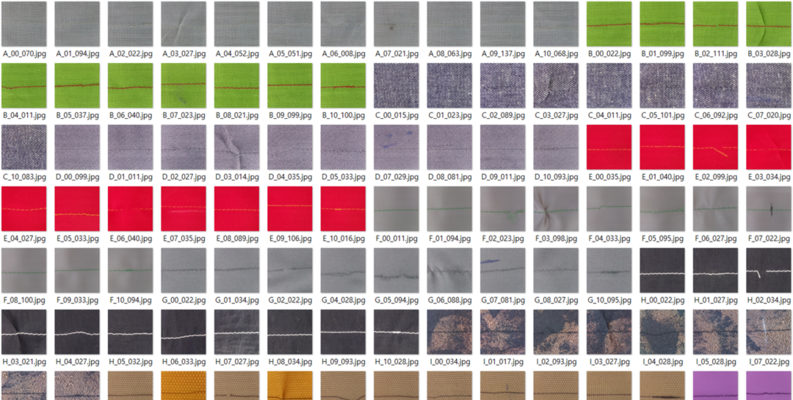 A_00_070.jpg A_01_094.jpg A_02_022.jpg A_03_027.jpg A_04_052.jpg A_05_051.jpg A_06_008.jpg A_07_021.jpg A_08_063.jpg A_09_137.jpg A_10_068.jpg B_00_022.jpg B_01_099.jpg B_02_111.jpg B_03_028.jpg
B_04_011.jpg B_05_037.jpg B_06_040.jpg B_07_023.jpg B_08_021.jpg B_09_099.jpg B_10_100.jpg C_00_015.jpg C_01_023.jpg C_02_089.jpg C_03_027.jpg C_04_011.jpg C_05_101.jpg C_06_092.jpg C_07_020.jpg
C_10_083.jpg D_00_099.jpg D_01_011.jpg D_02_027.jpg D_03_014.jpg D_04_035.jpg D_05_033.jpg D_07_029.jpg D_08_081.jpg D_09_011.jpg D_10_093.jpg E_00_035.jpg E_01_040.jpg E_02_099.jpg E_03_034.jpg
E_04_027.jpg E_05_033.jpg E_06_040.jpg E_07_035.jpg E_08_089.jpg E_09_106.jpg E_10_016.jpg F_00_011.jpg F_01_094.jpg F_02_023.jpg F_03_098.jpg F_04_033.jpg F_05_095.jpg F_06_027.jpg F_07_022.jpg
F_08_100.jpg F_09_033.jpg F_10_094.jpg G_00_022.jpg G_01_034.jpg G_02_022.jpg G_04_028.jpg G_05_094.jpg G_06_088.jpg G_07_081.jpg G_08_027.jpg G_10_095.jpg H_00_022.jpg H_01_027.jpg H_02_034.jpg
H_03_021.jpg H_04_027.jpg H_05_032.jpg H_06_033.jpg H_07_027.jpg H_08_034.jpg H_09_093.jpg H_10_028.jpg I_00_034.jpg I_01_017.jpg I_02_093.jpg I_03_027.jpg I_04_028.jpg I_05_028.jpg I_07_022.jpg